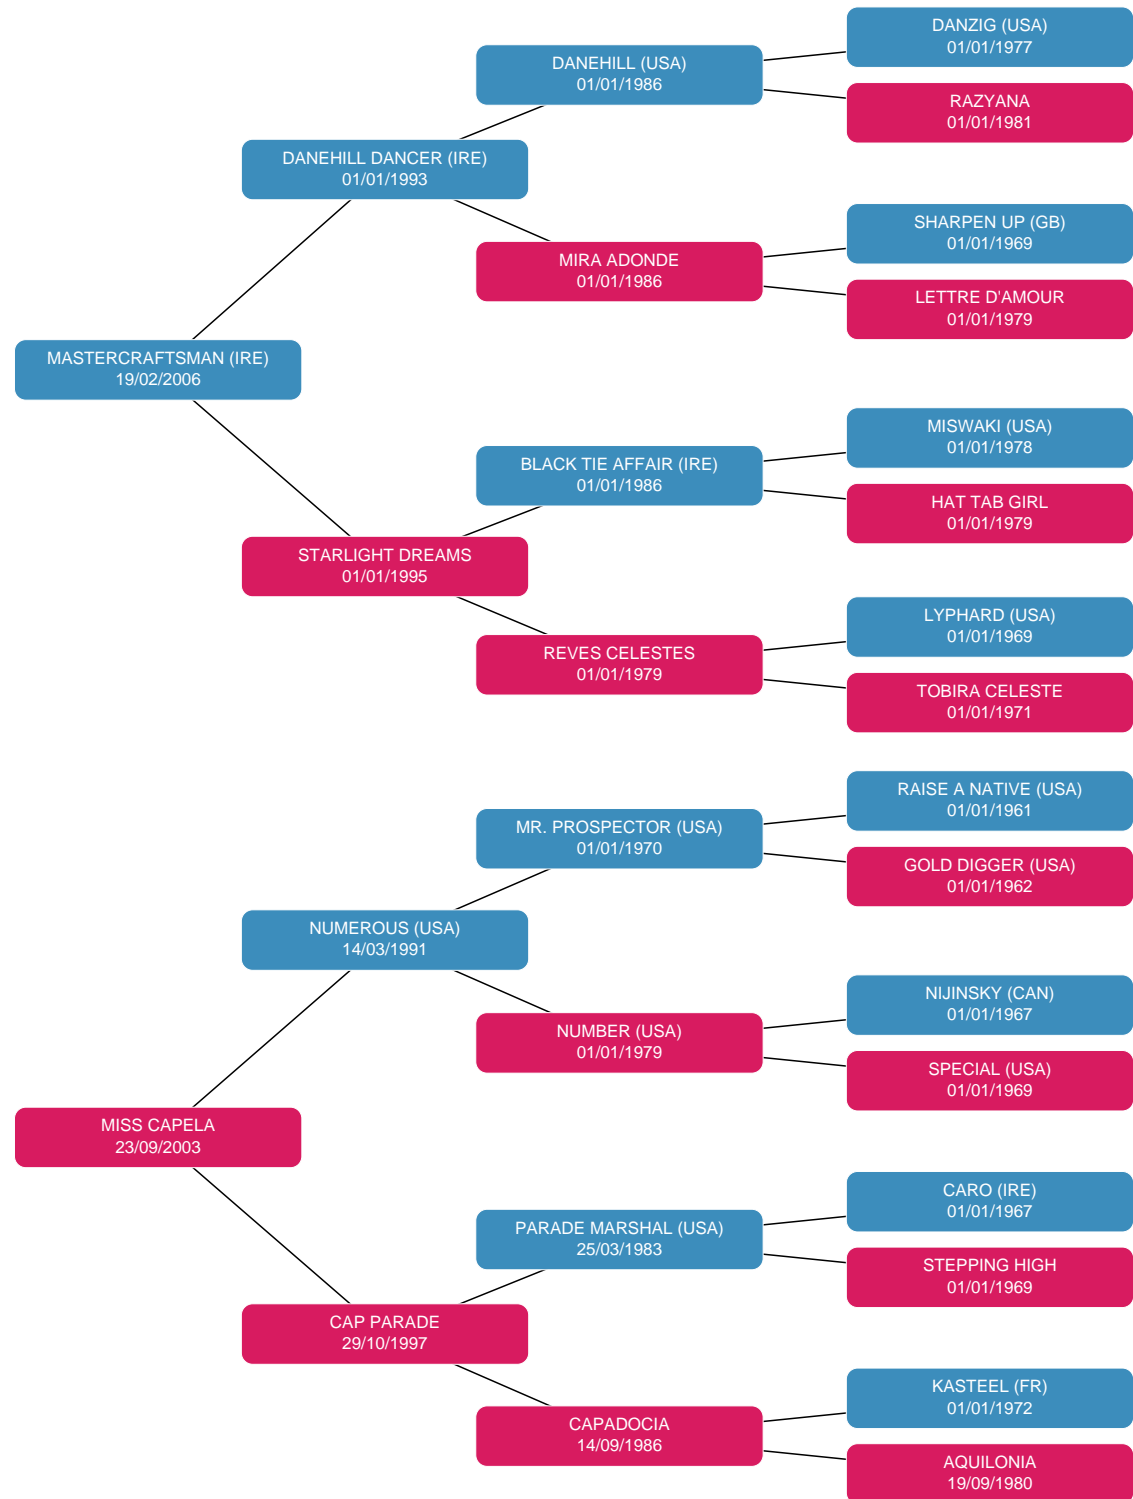 DANZIG (USA)
01/01/1977
DANEHILL (USA)
01/01/1986
RAZYANA
01/01/1981
DANEHILL DANCER (IRE)
01/01/1993
SHARPEN UP (GB)
01/01/1969
MIRA ADONDE
01/01/1986
LETTRE D'AMOUR
01/01/1979
MASTERCRAFTSMAN (IRE)
19/02/2006
MISWAKI (USA)
01/01/1978
BLACK TIE AFFAIR (IRE)
01/01/1986
HAT TAB GIRL
01/01/1979
STARLIGHT DREAMS
01/01/1995
LYPHARD (USA)
01/01/1969
REVES CELESTES
01/01/1979
TOBIRA CELESTE
01/01/1971
RAISE A NATIVE (USA)
01/01/1961
MR. PROSPECTOR (USA)
01/01/1970
GOLD DIGGER (USA)
01/01/1962
NUMEROUS (USA)
14/03/1991
NIJINSKY (CAN)
01/01/1967
NUMBER (USA)
01/01/1979
SPECIAL (USA)
01/01/1969
MISS CAPELA
23/09/2003
CARO (IRE)
01/01/1967
PARADE MARSHAL (USA)
25/03/1983
STEPPING HIGH
01/01/1969
CAP PARADE
29/10/1997
KASTEEL (FR)
01/01/1972
CAPADOCIA
14/09/1986
AQUILONIA
19/09/1980